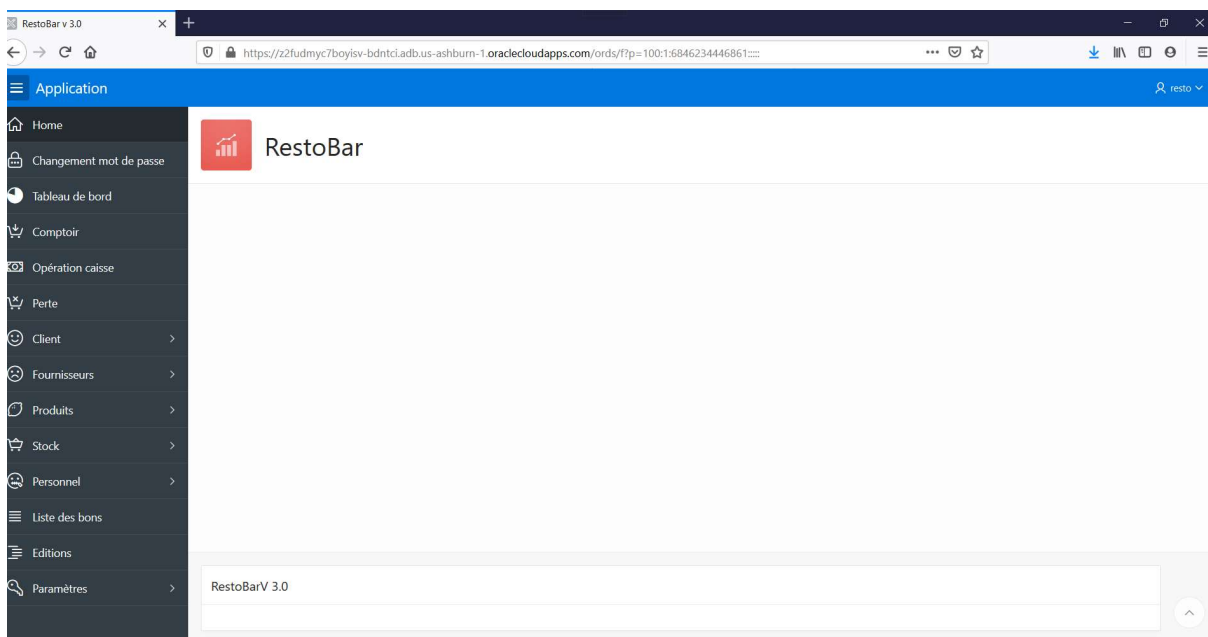 RestoBar v 3.0
https://z2fudmyc7boyisv-bdntci.adb.us-ashburn-1.oraclecloudapps.com/ords/f?p=100:1:6846234446861:::::
Application
resto
Home
RestoBar
Changement mot de passe
Tableau de bord
Comptoir
Opération caisse
Perte
Client
Fournisseurs
Produits
Stock
Personnel
Liste des bons
Editions
Paramètres
RestoBarV 3.0